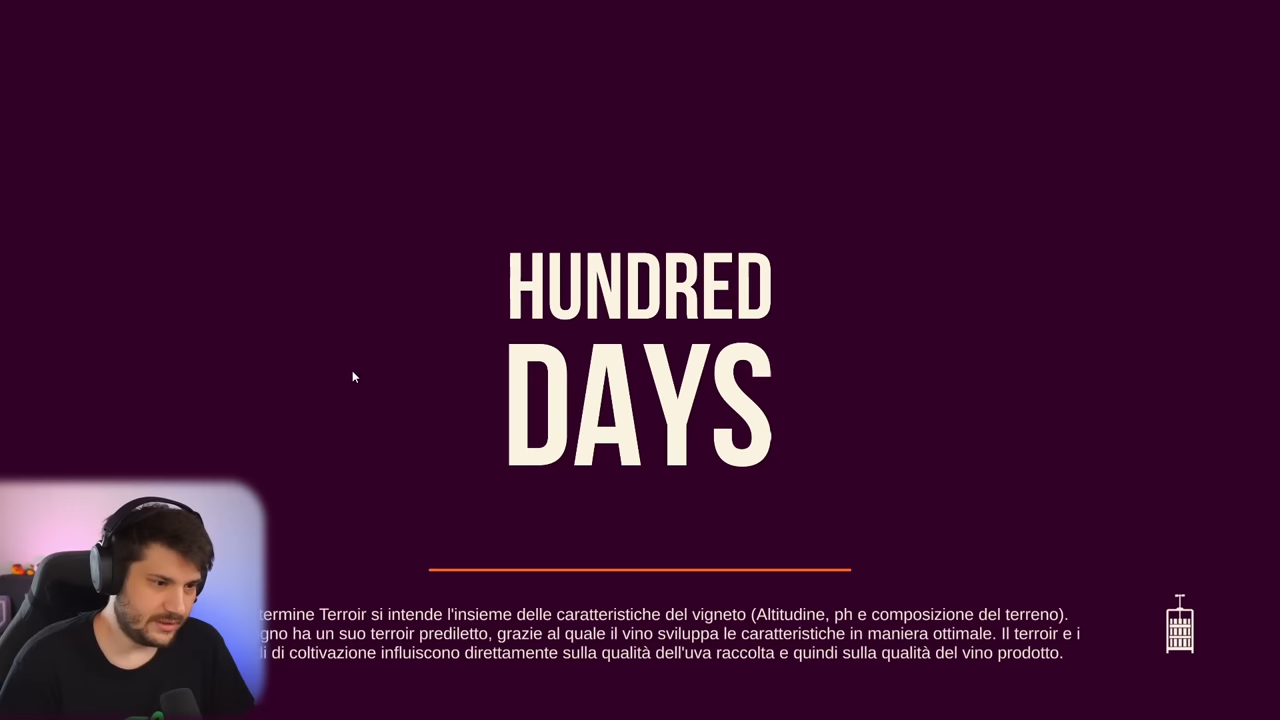 HUNDRED
DAYS
termine Terroir si intende l'insieme delle caratteristiche del vigneto (Altitudine, ph e composizione del terreno).
ha un suo terroir prediletto, grazie al quale il vino sviluppa le caratteristiche in maniera ottimale. Il terroir e i
di coltivazione influiscono direttamente sulla qualità dell'uva raccolta e quindi sulla qualità del vino prodotto.